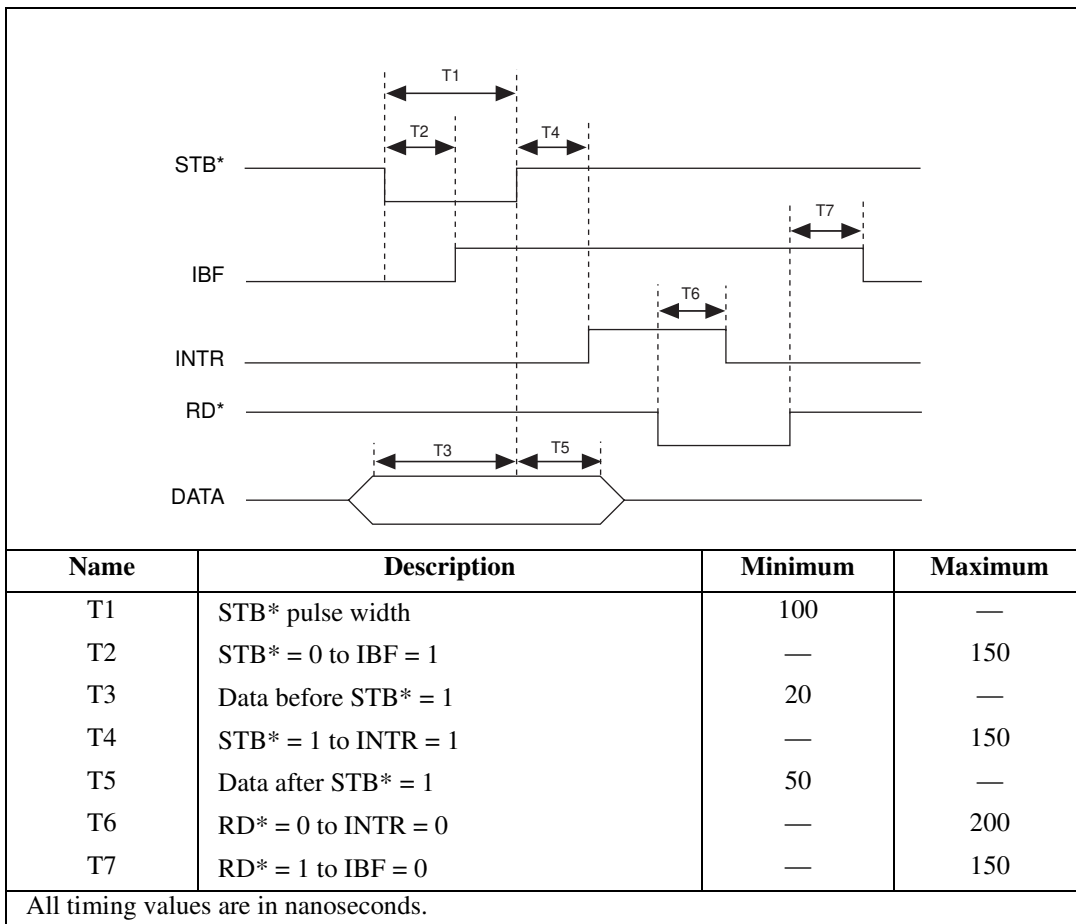 T1
T2
T4
STB*
T7
IBF
T6
INTR
RD*
T3
T5
DATA
Name Description Minimum Maximum
T1 STB* pulse width 100 —
T2 STB* = 0 to IBF = 1 — 150
T3 Data before STB* = 1 20 —
T4 STB* = 1 to INTR = 1 — 150
T5 Data after STB* = 1 50 —
T6 RD* = 0 to INTR = 0 — 200
T7 RD* = 1 to IBF = 0 — 150
All timing values are in nanoseconds.